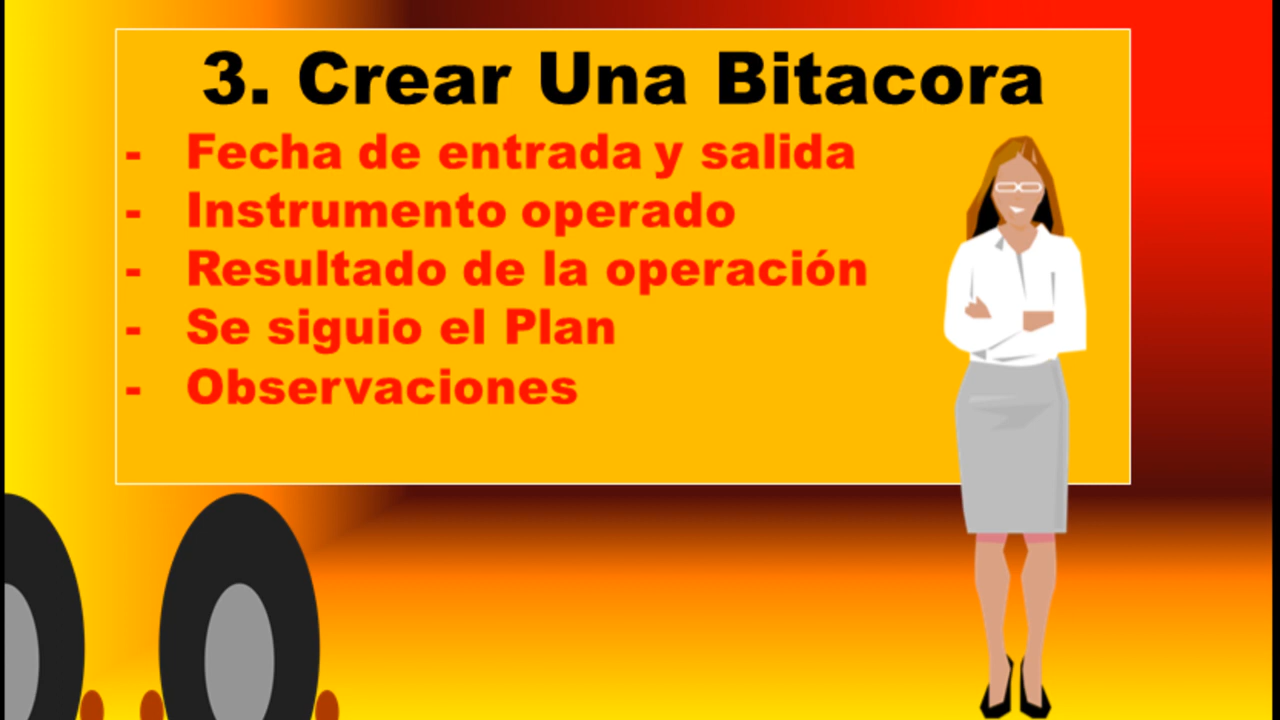 3. Crear Una Bitacora
- Fecha de entrada y salida
- Instrumento operado
- Resultado de la operación
- Se siguio el Plan
- Observaciones